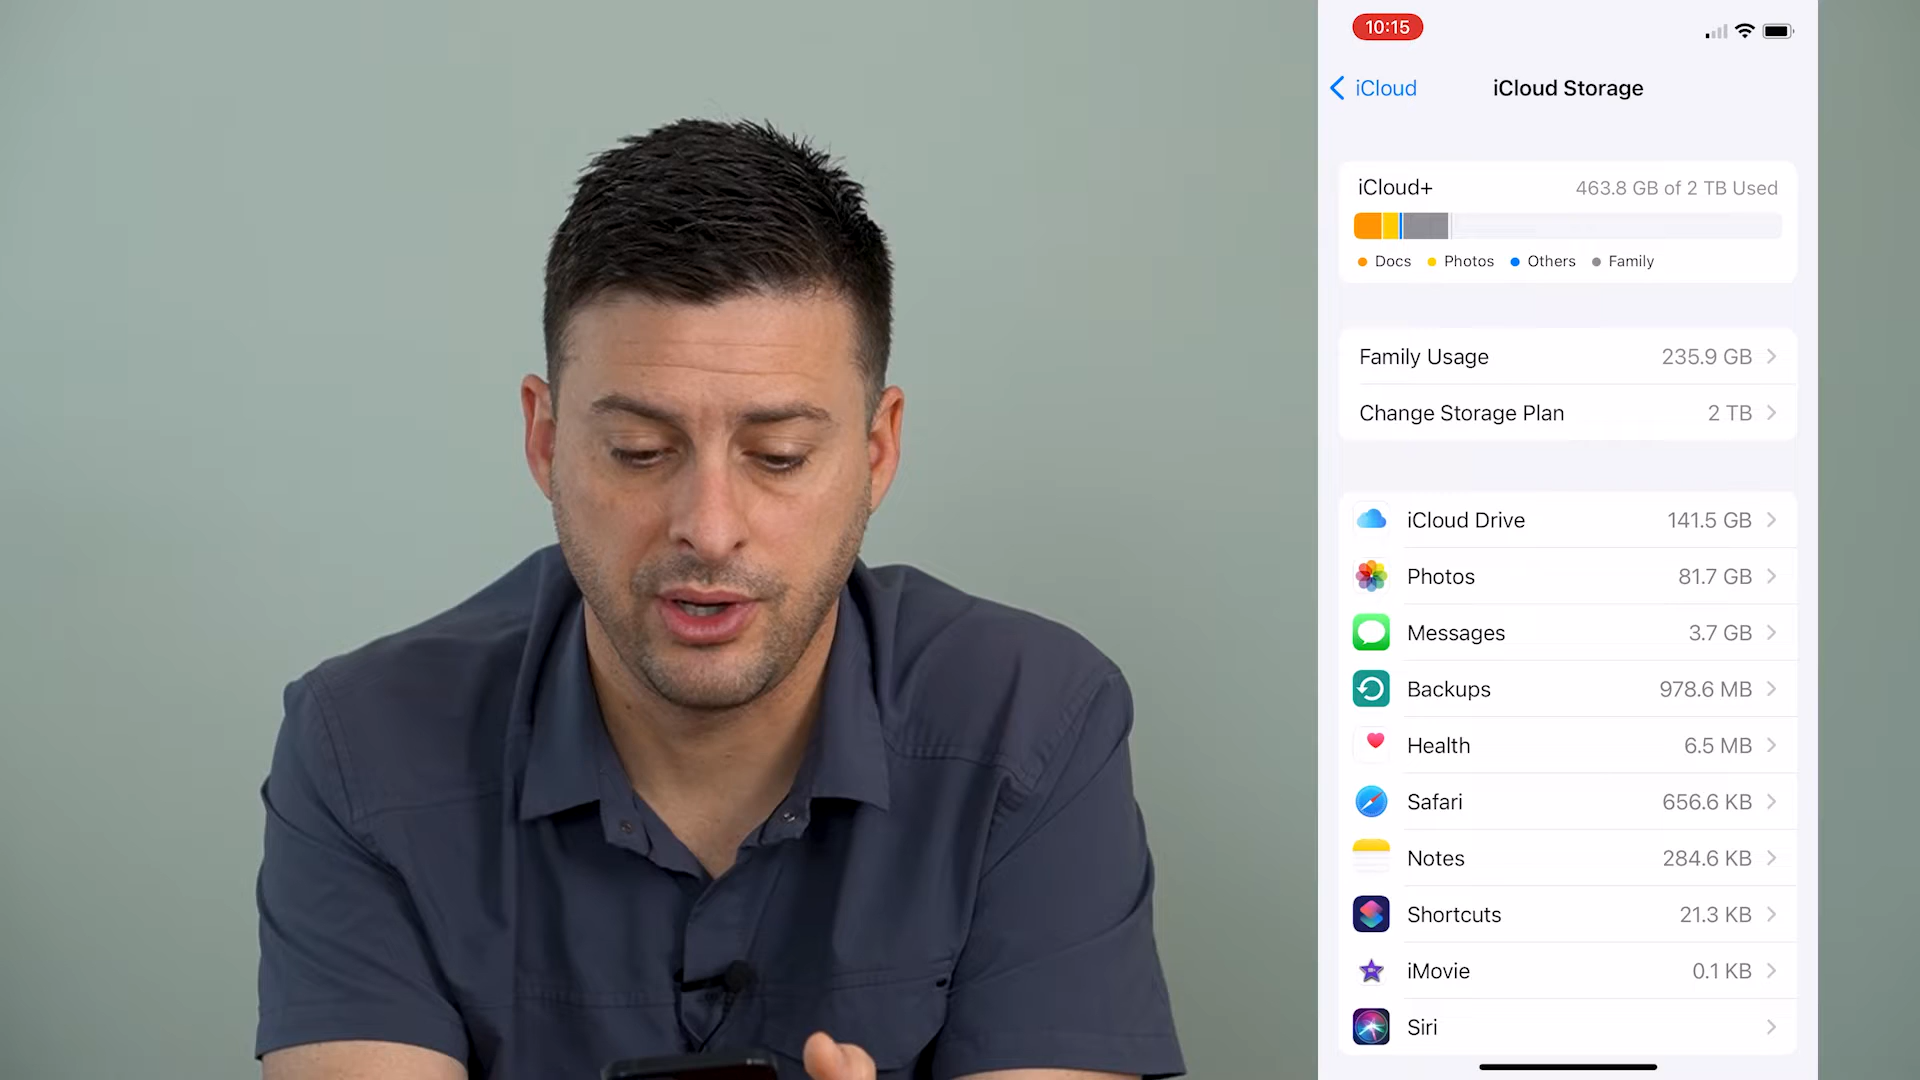 10:15
iCloud
iCloud Storage
iCloud+ 463.8 GB of 2 TB Used
Docs Photos Others Family
Family Usage 235.9 GB
Change Storage Plan 2 TB
iCloud Drive 141.5 GB
Photos 81.7 GB
Messages 3.7 GB
Backups 978.6 MB
Health 6.5 MB
Safari 656.6 KB
Notes 284.6 KB
Shortcuts 21.3 KB
iMovie 0.1 KB
Siri